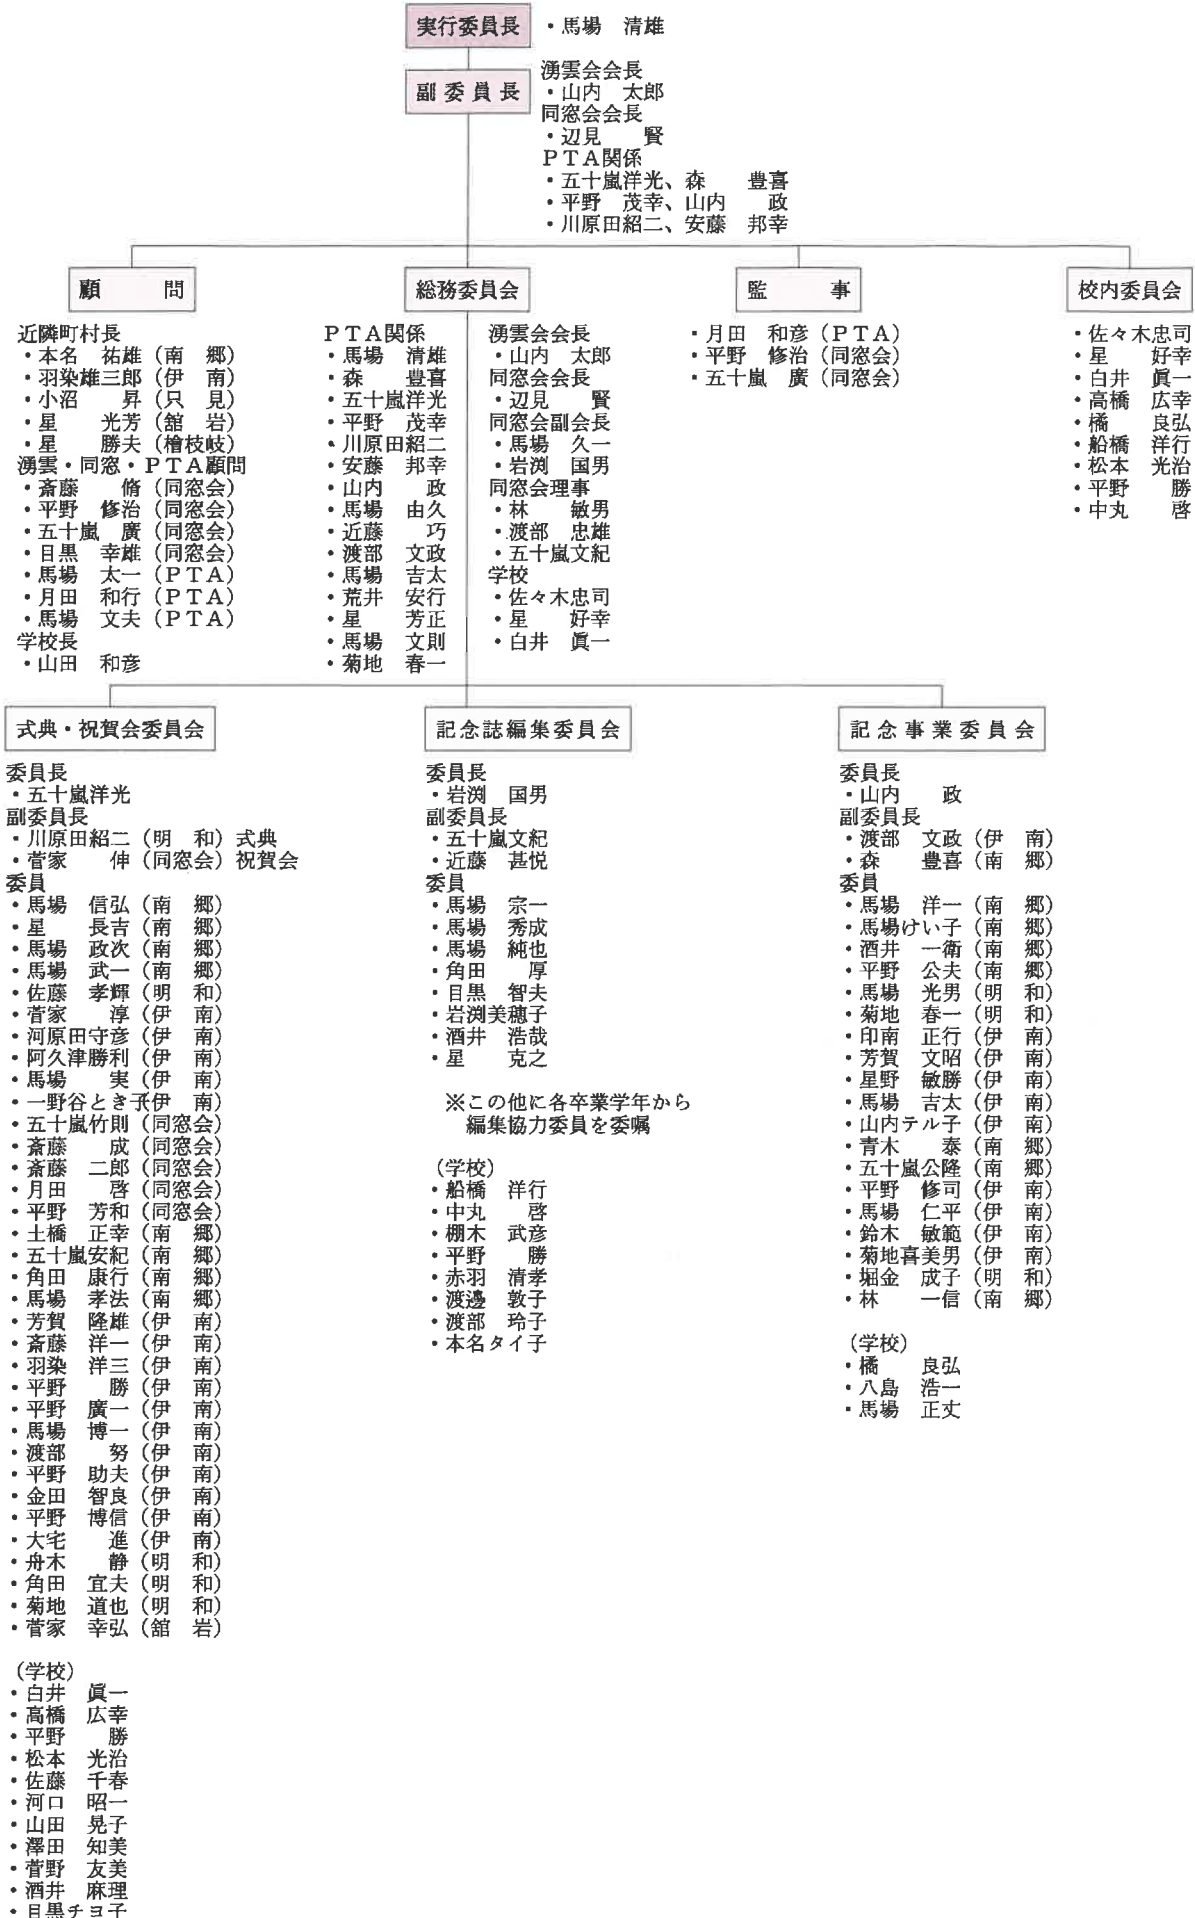 実行委員長
・馬場　清雄
副委員長
湧雲会会長
・山内　太郎
同窓会会長
・辺見　　賢
ＰＴＡ関係
・五十嵐洋光、森　　豊喜
・平野　茂幸、山内　　政
・川原田紹二、安藤　邦幸
顧　　問
近隣町村長
・本名　祐雄（南　郷）
・羽染雄三郎（伊　南）
・小沼　　昇（只　見）
・星　　光芳（舘　岩）
・星　　勝夫（檜枝岐）
湧雲・同窓・ＰＴＡ顧問
・斎藤　　脩（同窓会）
・平野　修治（同窓会）
・五十嵐　廣（同窓会）
・目黒　幸雄（同窓会）
・馬場　太一（ＰＴＡ）
・月田　和行（ＰＴＡ）
・馬場　文夫（ＰＴＡ）
学校長
・山田　和彦
総務委員会
ＰＴＡ関係
・馬場　清雄
・森　　豊喜
・五十嵐洋光
・平野　茂幸
・川原田紹二
・安藤　邦幸
・山内　　政
・馬場　由久
・近藤　　巧
・渡部　文政
・馬場　吉太
・荒井　安行
・星　　芳正
・馬場　文則
・菊地　春一
湧雲会会長
・山内　太郎
同窓会会長
・辺見　　賢
同窓会副会長
・馬場　久一
・岩渕　国男
同窓会理事
・林　　敏男
・渡部　忠雄
・五十嵐文紀
学校
・佐々木忠司
・星　　好幸
・白井　眞一
監　　事
・月田　和彦（ＰＴＡ）
・平野　修治（同窓会）
・五十嵐　廣（同窓会）
校内委員会
・佐々木忠司
・星　　好幸
・白井　眞一
・高橋　広幸
・橘　　良弘
・船橋　洋行
・松本　光治
・平野　　勝
・中丸　　啓
式典・祝賀会委員会
委員長
・五十嵐洋光
副委員長
・川原田紹二（明　和）式典
・菅家　　伸（同窓会）祝賀会
委員
・馬場　信弘（南　郷）
・星　　長吉（南　郷）
・馬場　政次（南　郷）
・馬場　武一（南　郷）
・佐藤　孝輝（明　和）
・菅家　　淳（伊　南）
・河原田守彦（伊　南）
・阿久津勝利（伊　南）
・馬場　　実（伊　南）
・一野谷とき子（伊　南）
・五十嵐竹則（同窓会）
・斎藤　　成（同窓会）
・斎藤　二郎（同窓会）
・月田　　啓（同窓会）
・平野　芳和（同窓会）
・土橋　正幸（南　郷）
・五十嵐安紀（南　郷）
・角田　康行（南　郷）
・馬場　孝法（南　郷）
・芳賀　隆雄（伊　南）
・斎藤　洋一（伊　南）
・羽染　洋三（伊　南）
・平野　　勝（伊　南）
・平野　廣一（伊　南）
・馬場　博一（伊　南）
・渡部　　努（伊　南）
・平野　助夫（伊　南）
・金田　智良（伊　南）
・平野　博信（伊　南）
・大宅　　進（伊　南）
・舟木　　静（明　和）
・角田　宜夫（明　和）
・菊地　道也（明　和）
・菅家　幸弘（舘　岩）
（学校）
・白井　眞一
・高橋　広幸
・平野　　勝
・松本　光治
・佐藤　千春
・河口　昭一
・山田　晃子
・澤田　知美
・菅野　友美
・酒井　麻理
・目黒チヨ子
記念誌編集委員会
委員長
・岩渕　国男
副委員長
・五十嵐文紀
・近藤　甚悦
委員
・馬場　宗一
・馬場　秀成
・馬場　純也
・角田　　厚
・目黒　智夫
・岩渕美穂子
・酒井　浩哉
・星　　克之
※この他に各卒業学年から
編集協力委員を委嘱
（学校）
・船橋　洋行
・中丸　　啓
・棚木　武彦
・平野　　勝
・赤羽　清孝
・渡邊　敦子
・渡部　玲子
・本名タイ子
記念事業委員会
委員長
・山内　　政
副委員長
・渡部　文政（伊　南）
・森　　豊喜（南　郷）
委員
・馬場　洋一（南　郷）
・馬場けい子（南　郷）
・酒井　一衛（南　郷）
・平野　公夫（南　郷）
・馬場　光男（明　和）
・菊地　春一（明　和）
・印南　正行（伊　南）
・芳賀　文昭（伊　南）
・星野　敏勝（伊　南）
・馬場　吉太（伊　南）
・山内テル子（伊　南）
・青木　　泰（南　郷）
・五十嵐公隆（南　郷）
・平野　修司（伊　南）
・馬場　仁平（伊　南）
・鈴木　敏範（伊　南）
・菊地喜美男（伊　南）
・堀金　成子（明　和）
・林　　一信（南　郷）
（学校）
・橘　　良弘
・八島　浩一
・馬場　正丈